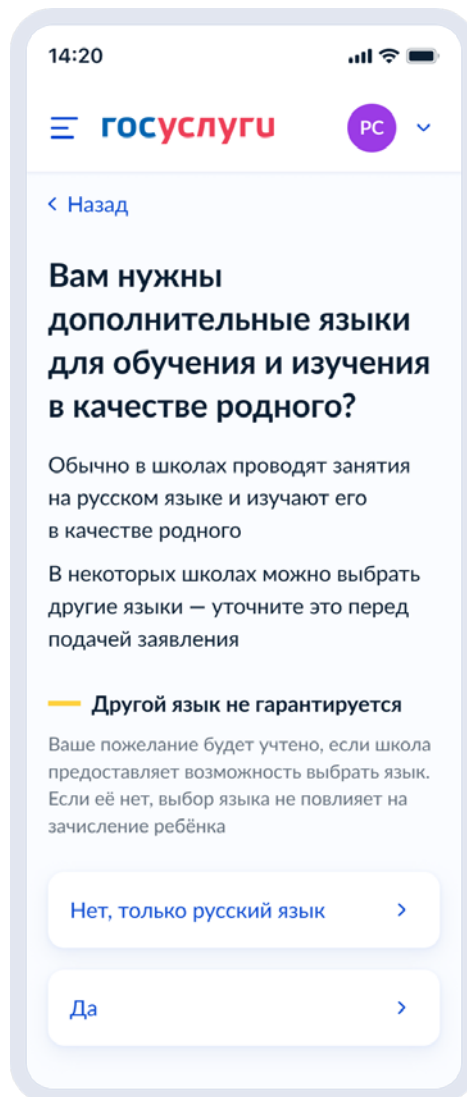 14:20
госуслуги
РС
Назад
Вам нужны
дополнительные языки
для обучения и изучения
в качестве родного?
Обычно в школах проводят занятия
на русском языке и изучают его
в качестве родного
В некоторых школах можно выбрать
другие языки — уточните это перед
подачей заявления
Другой язык не гарантируется
Ваше пожелание будет учтено, если школа
предоставляет возможность выбрать язык.
Если её нет, выбор языка не повлияет на
зачисление ребёнка
Нет, только русский язык
Да